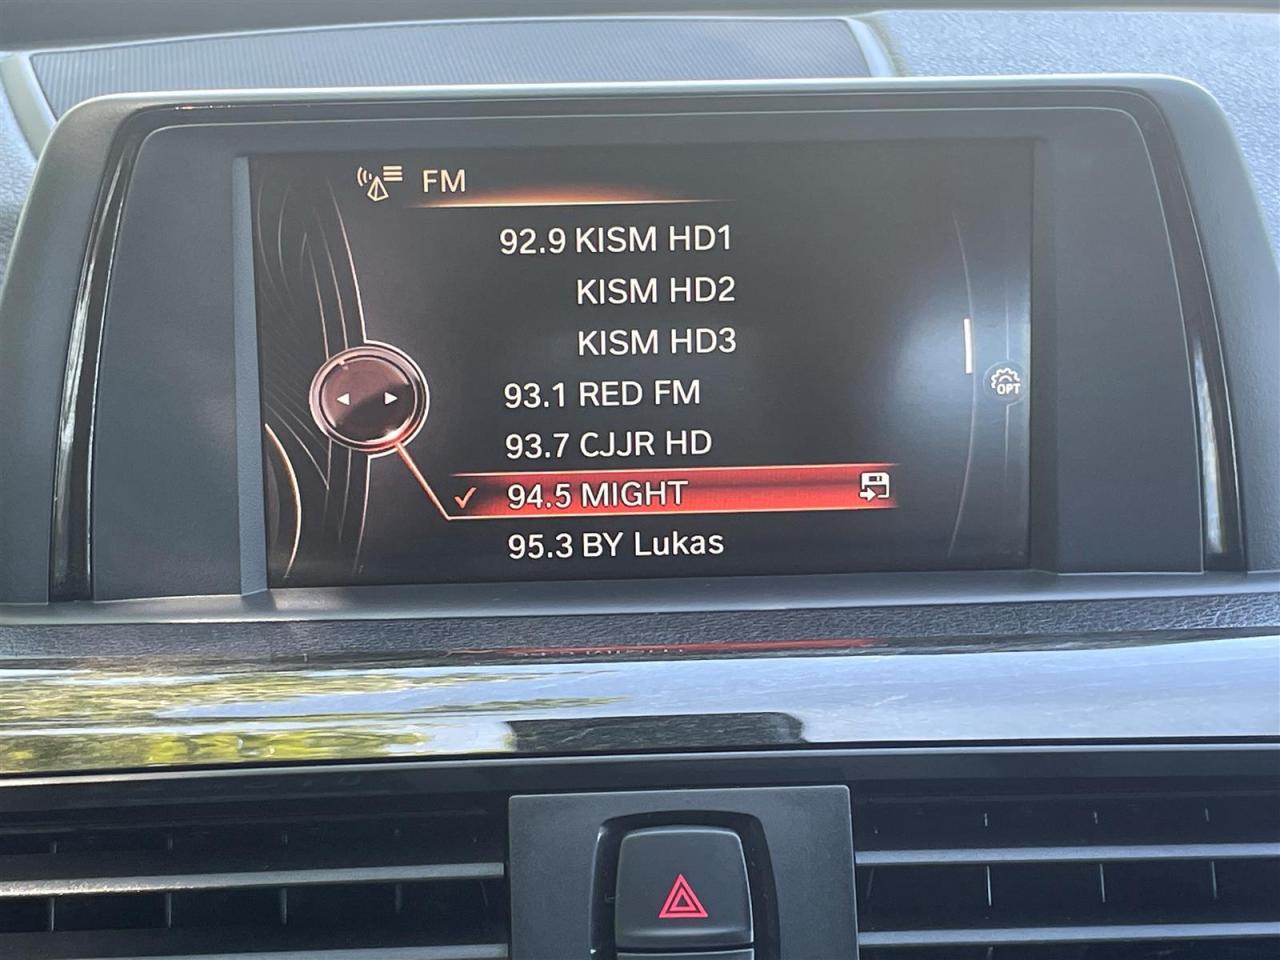 FM
92.9 KISM HD1
KISM HD2
KISM HD3
93.1 RED FM
93.7 CJJR HD
94.5 MIGHT
95.3 BY Lukas
OPT